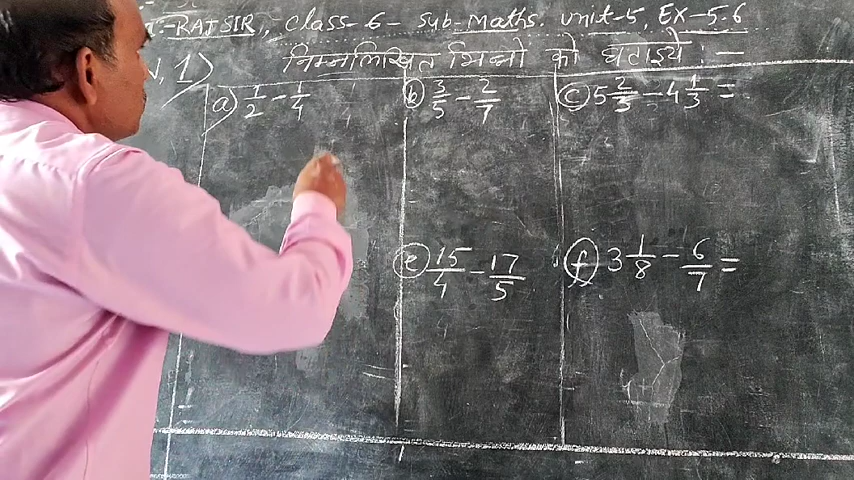 RAJ SIR, Class-6- Sub-Maths. Unit-5, EX-5.6
1) निम्नलिखित भिन्नो को घटाइये :-
a) 1/2 - 1/4
(b) 3/5 - 2/7
(c) 5 2/5 - 4 1/3 =
(e) 15/4 - 17/5
(f) 3 1/8 - 6/7 =